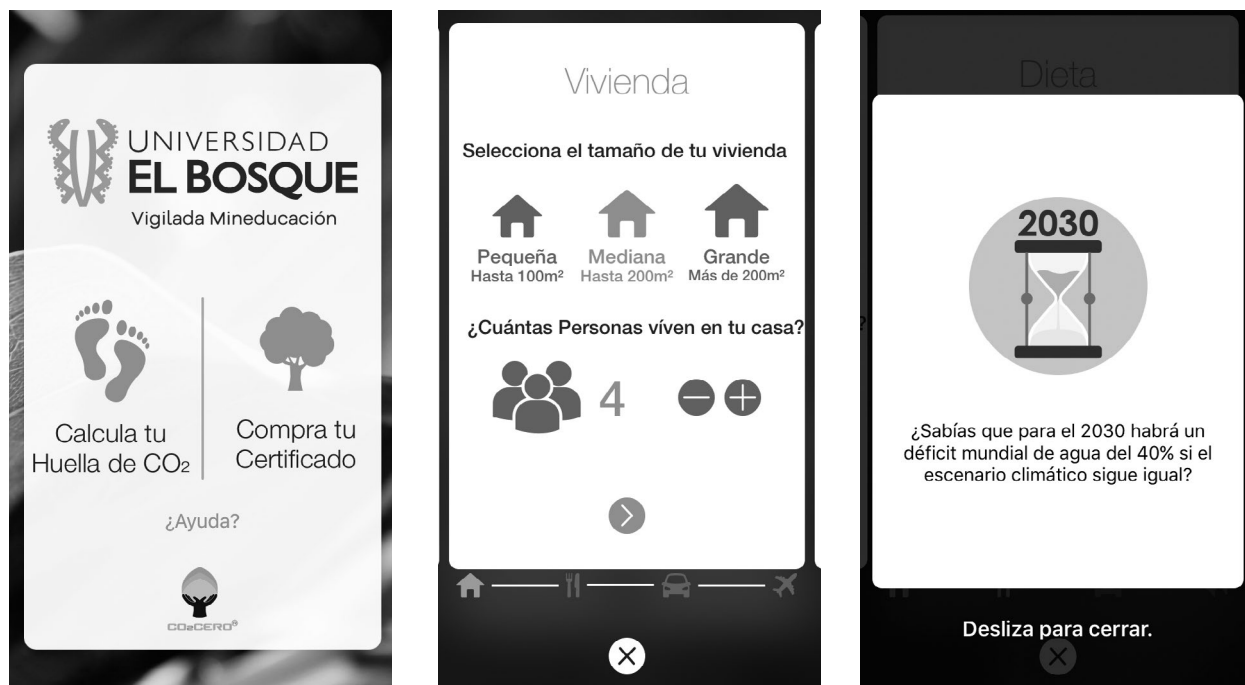 UNIVERSIDAD
EL BOSQUE
Vigilada Mineducación
Calcula tu
Huella de CO₂
Compra tu
Certificado
¿Ayuda?
CO₂CERO®
Vivienda
Selecciona el tamaño de tu vivienda
Pequeña
Hasta 100m²
Mediana
Hasta 200m²
Grande
Más de 200m²
¿Cuántas Personas víven en tu casa?
4
Dieta
?
2030
¿Sabías que para el 2030 habrá un
déficit mundial de agua del 40% si el
escenario climático sigue igual?
Desliza para cerrar.